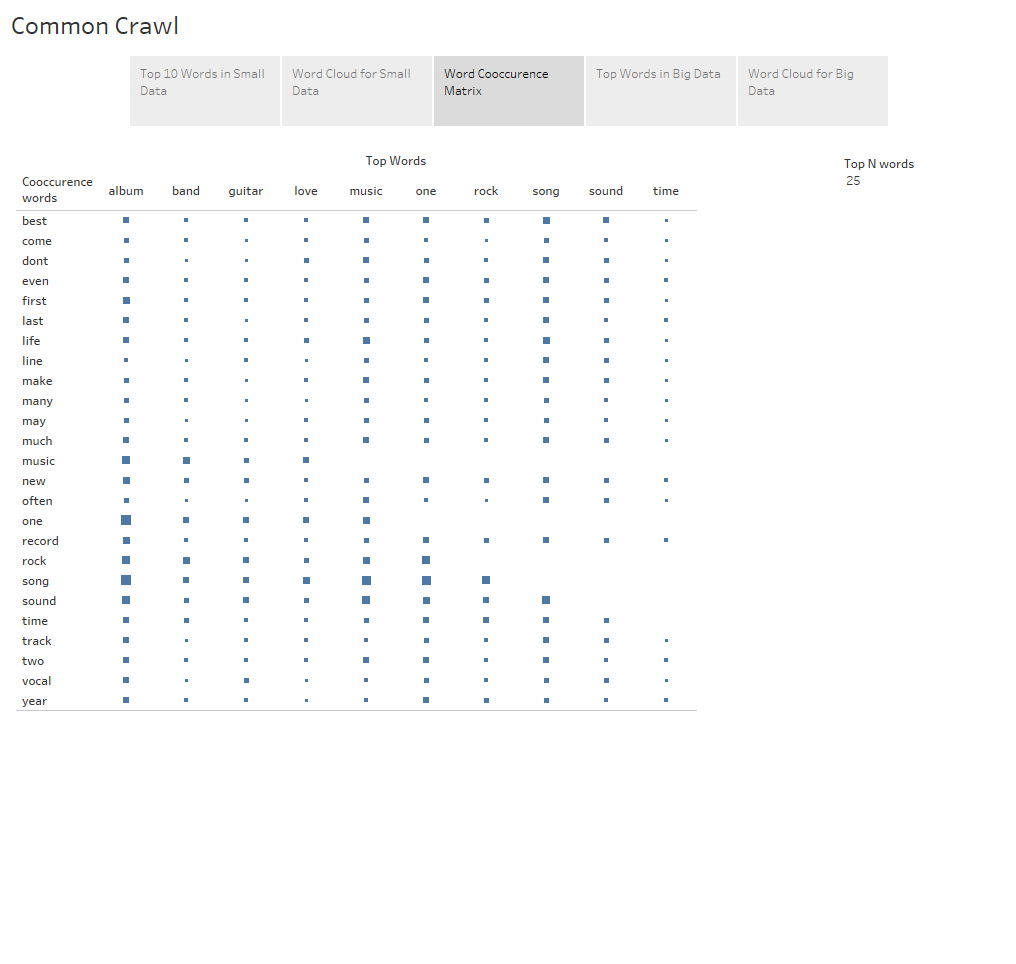 Common Crawl
Top 10 Words in Small
Data
Word Cloud for Small
Data
Word Cooccurence
Matrix
Top Words in Big Data
Word Cloud for Big
Data
Top Words
Top N words
25
Cooccurence
words
album band guitar love music one rock song sound time
best
come
dont
even
first
last
life
line
make
many
may
much
music
new
often
one
record
rock
song
sound
time
track
two
vocal
year